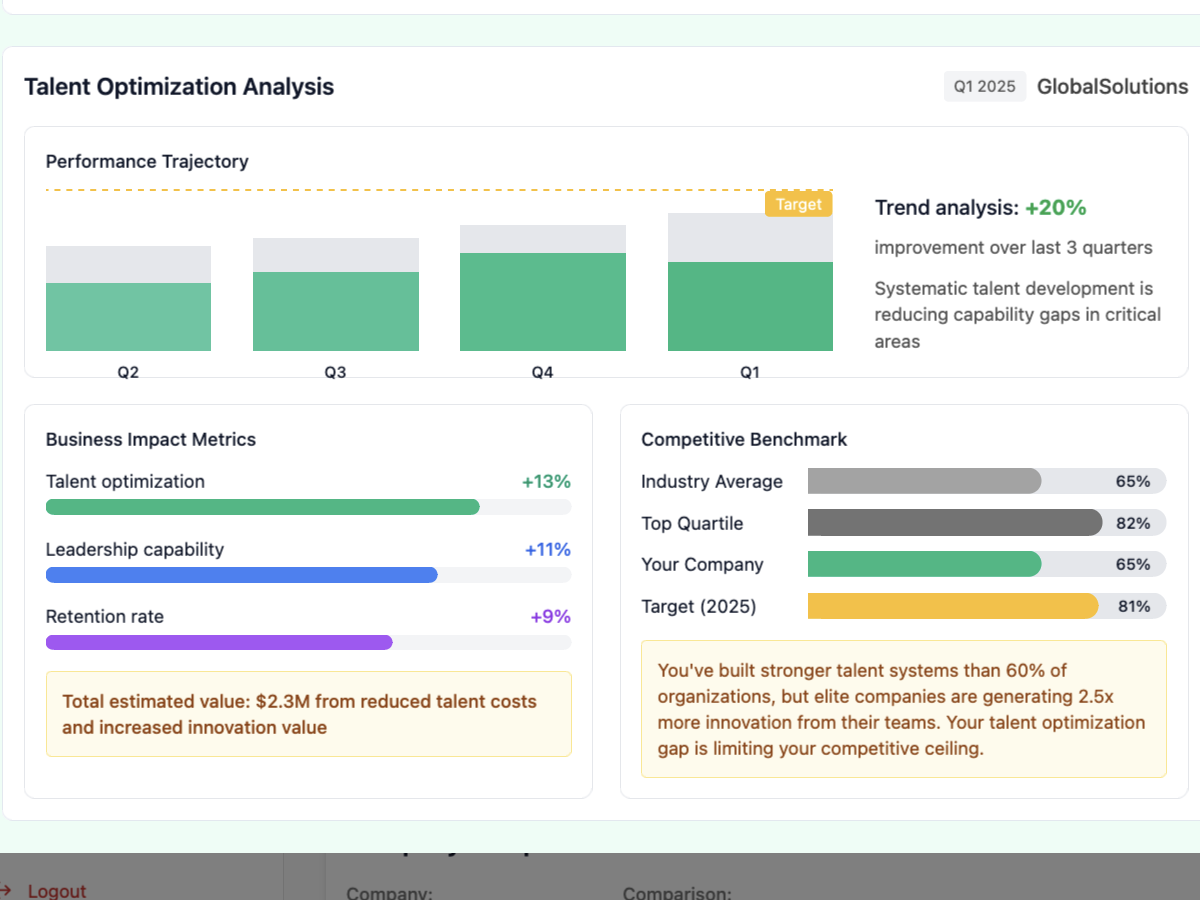 Talent Optimization Analysis
Q1 2025
GlobalSolutions
Performance Trajectory
Target
Q2
Q3
Q4
Q1
Trend analysis: +20%
improvement over last 3 quarters
Systematic talent development is
reducing capability gaps in critical
areas
Business Impact Metrics
Talent optimization
+13%
Leadership capability
+11%
Retention rate
+9%
Total estimated value: $2.3M from reduced talent costs
and increased innovation value
Competitive Benchmark
Industry Average
65%
Top Quartile
82%
Your Company
65%
Target (2025)
81%
You've built stronger talent systems than 60% of
organizations, but elite companies are generating 2.5x
more innovation from their teams. Your talent optimization
gap is limiting your competitive ceiling.
Logout
Company:
Comparison: